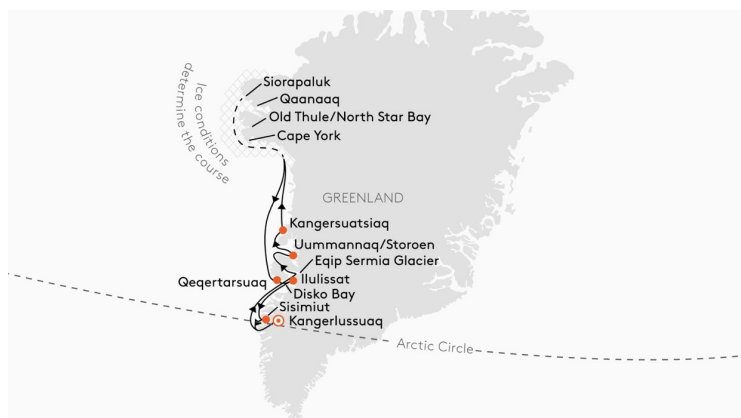 Siorapaluk
Qaanaaq
Old Thule/North Star Bay
Cape York
Ice conditions
determine the course
GREENLAND
Kangersuatsiaq
Uummannaq/Storoen
Eqip Sermia Glacier
Qeqertarsuaq
Ilulissat
Disko Bay
Sisimiut
Kangerlussuaq
Arctic Circle